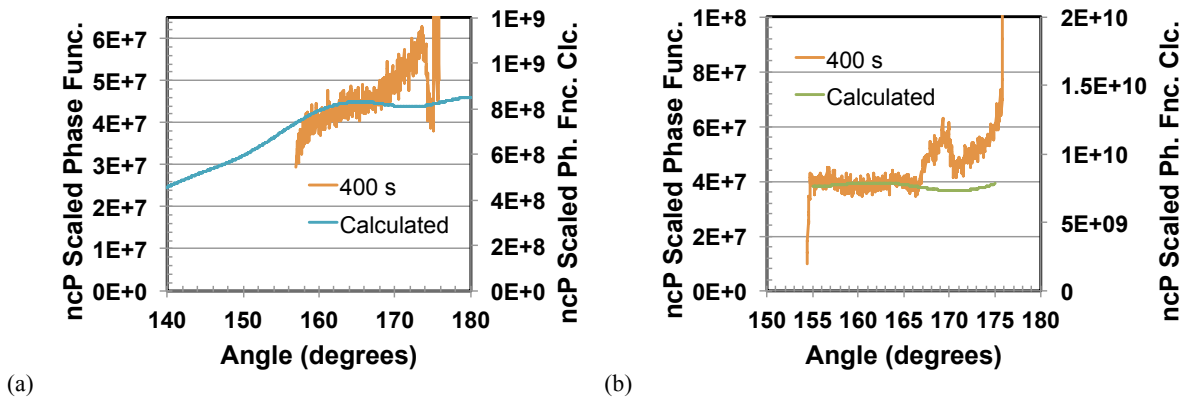 ncP Scaled Phase Func.
6E+7
5E+7
4E+7
3E+7
2E+7
1E+7
0E+0
400 s
Calculated
1E+9
8E+8
6E+8
4E+8
2E+8
0E+0
ncP Scaled Ph. Fnc. Clc.
140 150 160 170 180
Angle (degrees)
(a)
ncP Scaled Phase Func.
1E+8
8E+7
6E+7
4E+7
2E+7
0E+0
400 s
Calculated
2E+10
1.5E+10
1E+10
5E+09
0
ncP Scaled Ph. Fnc. Clc.
150 155 160 165 170 175 180
Angle (degrees)
(b)